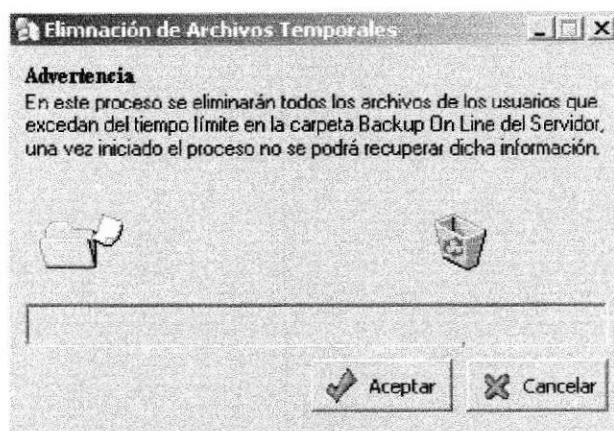 Elimnación de Archivos Temporales
Advertencia
En este proceso se eliminarán todos los archivos de los usuarios que
excedan del tiempo límite en la carpeta Backup On Line del Servidor,
una vez iniciado el proceso no se podrá recuperar dicha información.
Aceptar
Cancelar